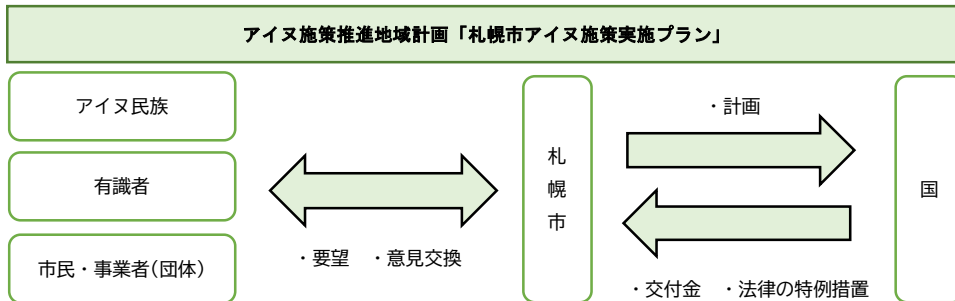 アイヌ施策推進地域計画「札幌市アイヌ施策実施プラン」
アイヌ民族
有識者
市民・事業者(団体)
・要望　・意見交換
札幌市
・計画
・交付金　・法律の特例措置
国